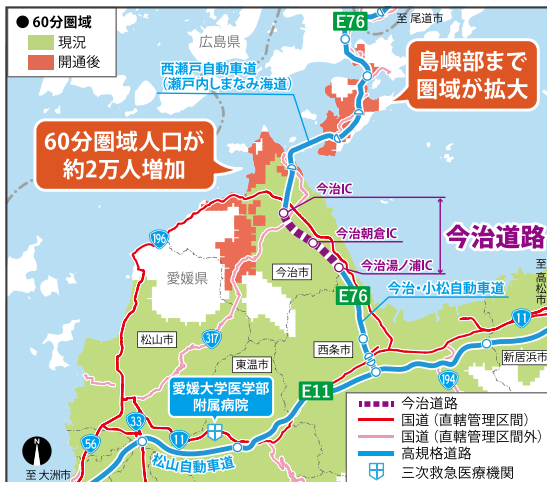 ● 60分圏域
現況
開通後
広島県
E76
至 尾道市
西瀬戸自動車道
（瀬戸内しまなみ海道）
島嶼部まで
圏域が拡大
60分圏域人口が
約2万人増加
今治IC
今治朝倉IC
今治湯ノ浦IC
今治道路
196
愛媛県
今治市
E76
今治・小松自動車道
至 高松市
11
317
松山市
東温市
西条市
新居浜市
194
愛媛大学医学部
附属病院
E11
33
11
56
松山自動車道
N
至 大洲市
今治道路
国道（直轄管理区間）
国道（直轄管理区間外）
高規格道路
三次救急医療機関